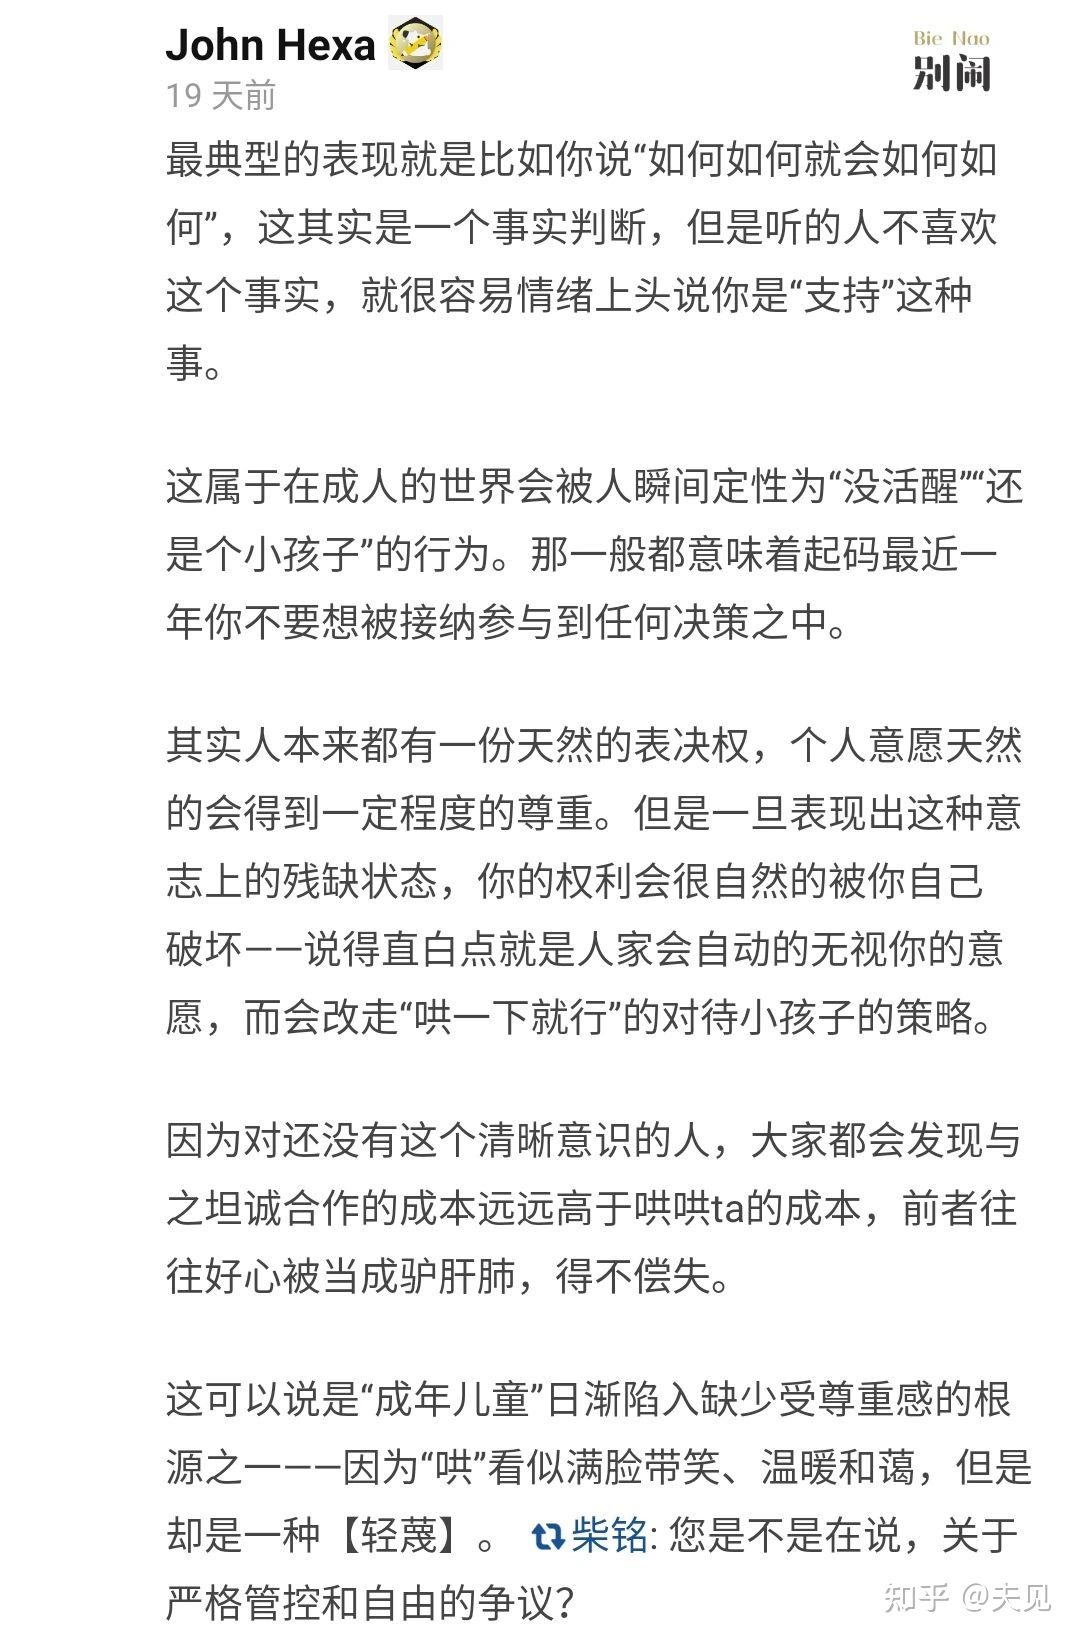 John Hexa
Bie Nao
别闹
19 天前
最典型的表现就是比如你说“如何如何就会如何如
何”，这其实是一个事实判断，但是听的人不喜欢
这个事实，就很容易情绪上头说你是“支持”这种
事。
这属于在成人的世界会被人瞬间定性为“没活醒”“还
是个小孩子”的行为。那一般都意味着起码最近一
年你不要想被接纳参与到任何决策之中。
其实人本来都有一份天然的表决权，个人意愿天然
的会得到一定程度的尊重。但是一旦表现出这种意
志上的残缺状态，你的权利会很自然的被你自己
破坏——说得直白点就是人家会自动的无视你的意
愿，而会改走“哄一下就行”的对待小孩子的策略。
因为对还没有这个清晰意识的人，大家都会发现与
之坦诚合作的成本远远高于哄哄ta的成本，前者往
往好心被当成驴肝肺，得不偿失。
这可以说是“成年儿童”日渐陷入缺少受尊重感的根
源之一——因为“哄”看似满脸带笑、温暖和蔼，但是
却是一种【轻蔑】。 柴铭: 您是不是在说，关于
严格管控和自由的争议？
知乎 @夫见